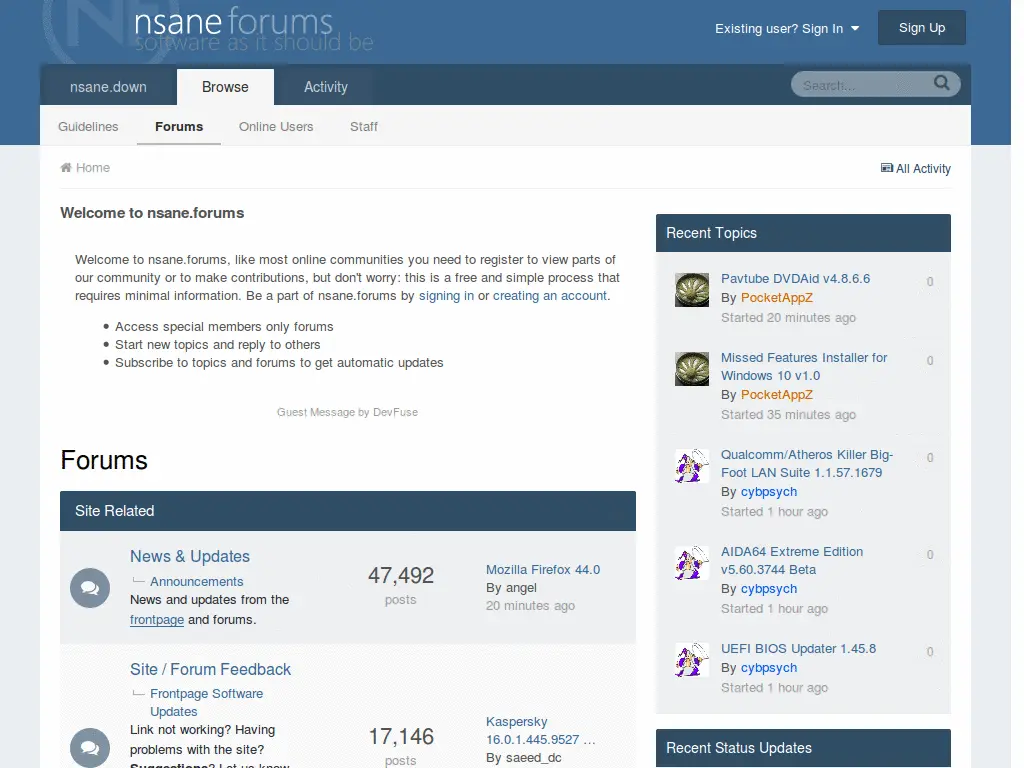 nsane forums
software as it should be
Existing user? Sign In
Sign Up
nsane.down
Browse
Activity
Search...
Guidelines
Forums
Online Users
Staff
Home
All Activity
Welcome to nsane.forums
Welcome to nsane.forums, like most online communities you need to register to view parts of
our community or to make contributions, but don't worry: this is a free and simple process that
requires minimal information. Be a part of nsane.forums by signing in or creating an account.
Access special members only forums
Start new topics and reply to others
Subscribe to topics and forums to get automatic updates
Guest Message by DevFuse
Forums
Site Related
News & Updates
Announcements
News and updates from the
frontpage and forums.
47,492
posts
Mozilla Firefox 44.0
By angel
20 minutes ago
Site / Forum Feedback
Frontpage Software
Updates
Link not working? Having
problems with the site?
Suggestions? Let us know
17,146
posts
Kaspersky
16.0.1.445.9527 ...
By saeed_dc
Recent Topics
Pavtube DVDAid v4.8.6.6
0
By PocketAppZ
Started 20 minutes ago
Missed Features Installer for
0
Windows 10 v1.0
By PocketAppZ
Started 35 minutes ago
Qualcomm/Atheros Killer Big-
0
Foot LAN Suite 1.1.57.1679
By cybpsych
Started 1 hour ago
AIDA64 Extreme Edition
0
v5.60.3744 Beta
By cybpsych
Started 1 hour ago
UEFI BIOS Updater 1.45.8
0
By cybpsych
Started 1 hour ago
Recent Status Updates